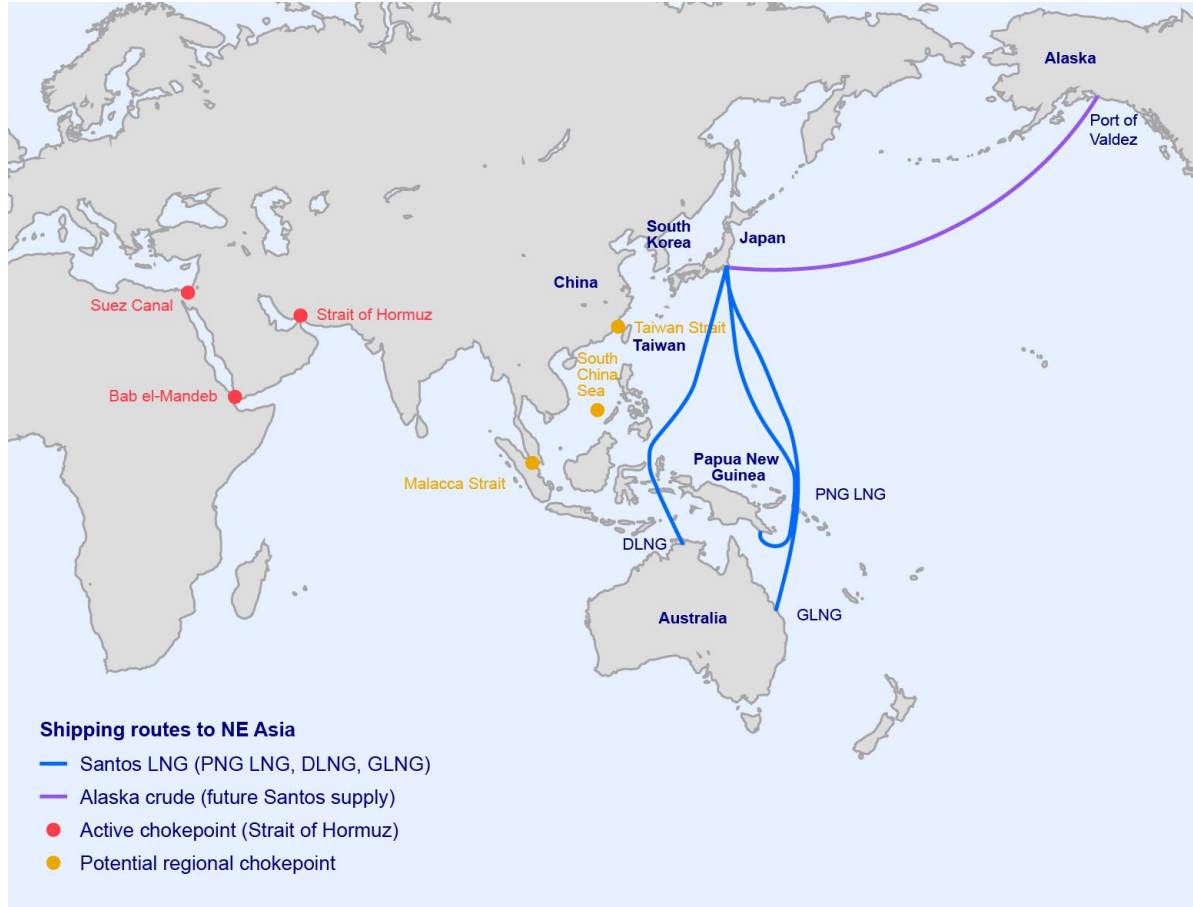 Alaska
Port of
Valdez
South
Korea
Japan
China
Suez Canal
Strait of Hormuz
Taiwan Strait
Taiwan
South
China
Sea
Bab el-Mandeb
Malacca Strait
Papua New
Guinea
PNG LNG
DLNG
Australia
GLNG
Shipping routes to NE Asia
Santos LNG (PNG LNG, DLNG, GLNG)
Alaska crude (future Santos supply)
Active chokepoint (Strait of Hormuz)
Potential regional chokepoint